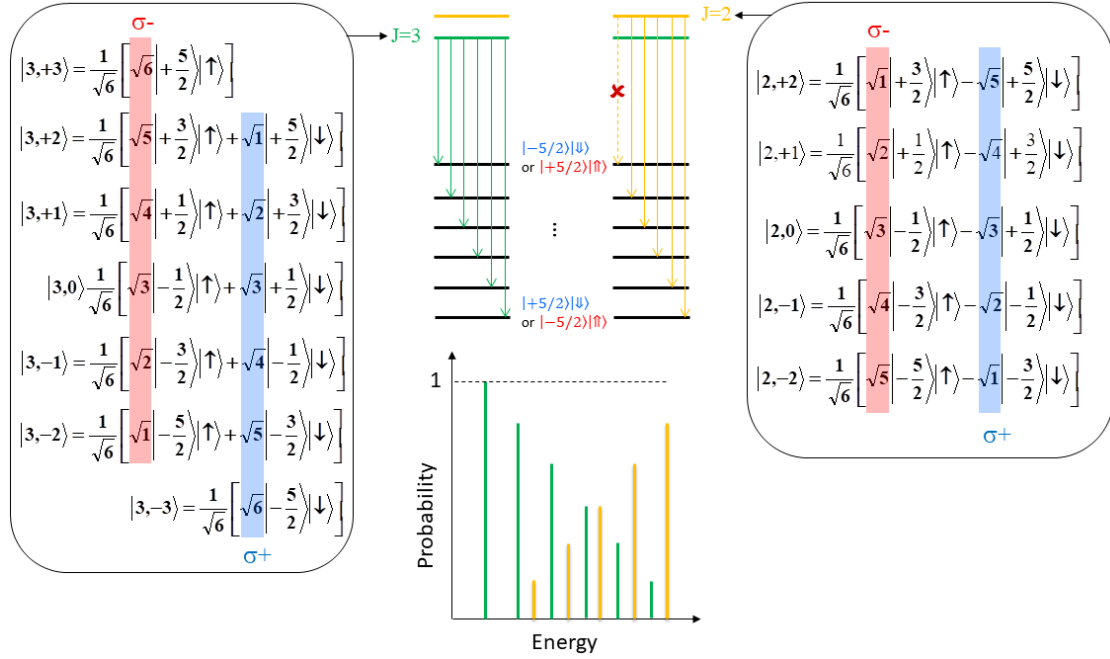 σ-
|3,+3⟩ = 1/√6 [√6 |+5/2⟩|↑⟩]
|3,+2⟩ = 1/√6 [√5 |+3/2⟩|↑⟩ + √1 |+5/2⟩|↓⟩]
|3,+1⟩ = 1/√6 [√4 |+1/2⟩|↑⟩ + √2 |+3/2⟩|↓⟩]
|3,0⟩ 1/√6 [√3 |−1/2⟩|↑⟩ + √3 |+1/2⟩|↓⟩]
|3,−1⟩ = 1/√6 [√2 |−3/2⟩|↑⟩ + √4 |−1/2⟩|↓⟩]
|3,−2⟩ = 1/√6 [√1 |−5/2⟩|↑⟩ + √5 |−3/2⟩|↓⟩]
|3,−3⟩ = 1/√6 [√6 |−5/2⟩|↓⟩]
σ+
J=3
J=2
|−5/2⟩|⇓⟩
or |+5/2⟩|⇑⟩
...
|+5/2⟩|⇓⟩
or |−5/2⟩|⇑⟩
1
Probability
Energy
σ-
|2,+2⟩ = 1/√6 [√1 |+3/2⟩|↑⟩ − √5 |+5/2⟩|↓⟩]
|2,+1⟩ = 1/√6 [√2 |+1/2⟩|↑⟩ − √4 |+3/2⟩|↓⟩]
|2,0⟩ = 1/√6 [√3 |−1/2⟩|↑⟩ − √3 |+1/2⟩|↓⟩]
|2,−1⟩ = 1/√6 [√4 |−3/2⟩|↑⟩ − √2 |−1/2⟩|↓⟩]
|2,−2⟩ = 1/√6 [√5 |−5/2⟩|↑⟩ − √1 |−3/2⟩|↓⟩]
σ+